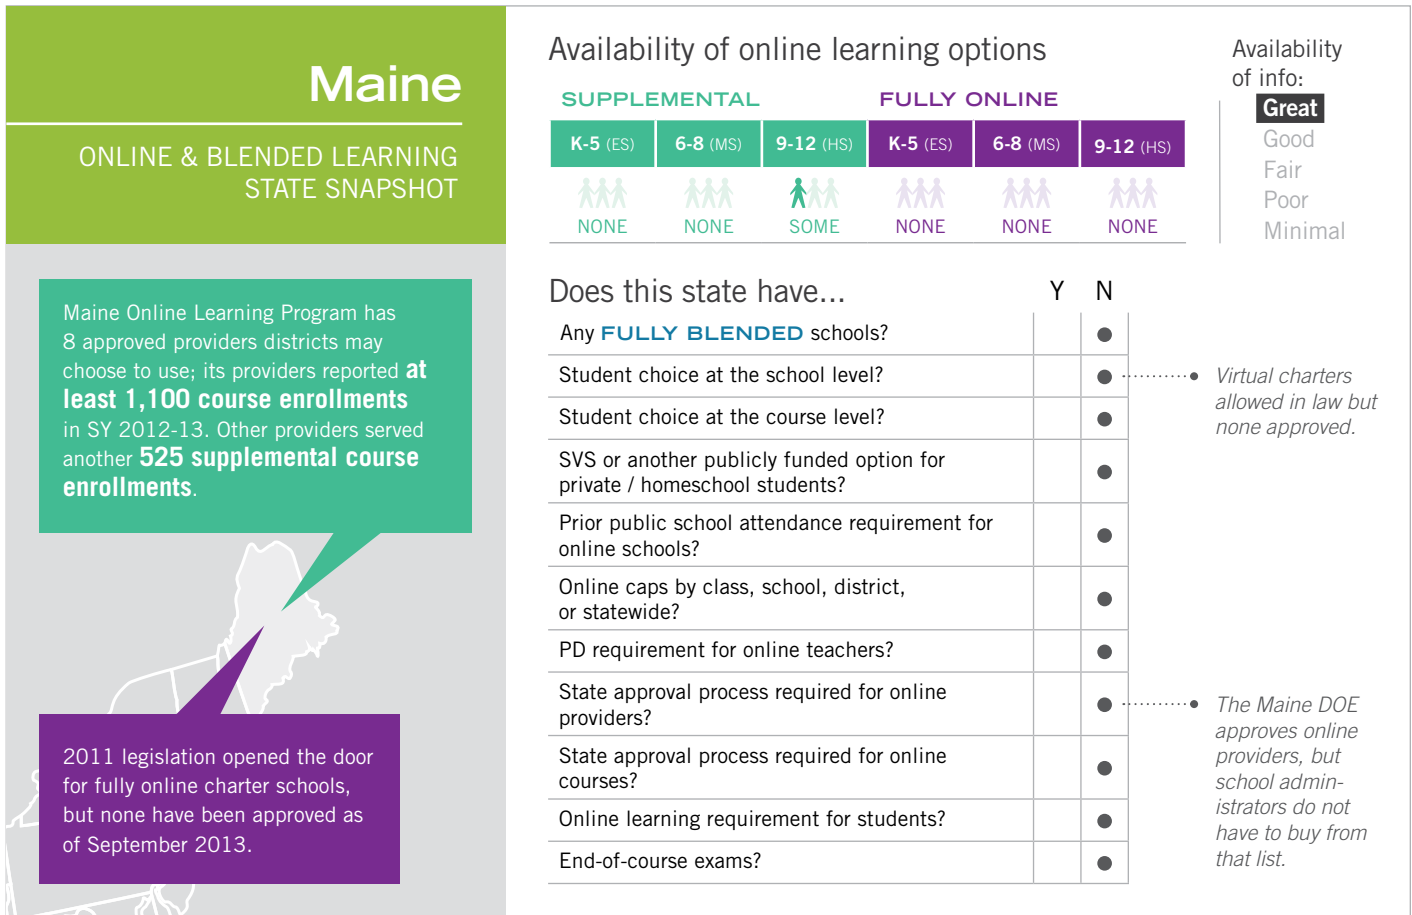 Maine
ONLINE & BLENDED LEARNING
STATE SNAPSHOT
Maine Online Learning Program has
8 approved providers districts may
choose to use; its providers reported at
least 1,100 course enrollments
in SY 2012-13. Other providers served
another 525 supplemental course
enrollments.
2011 legislation opened the door
for fully online charter schools,
but none have been approved as
of September 2013.
Availability of online learning options
SUPPLEMENTAL FULLY ONLINE
K-5 (ES) 6-8 (MS) 9-12 (HS) K-5 (ES) 6-8 (MS) 9-12 (HS)
NONE NONE SOME NONE NONE NONE
Availability
of info:
Great
Good
Fair
Poor
Minimal
Does this state have... Y N
Any FULLY BLENDED schools?
Student choice at the school level?
Student choice at the course level?
SVS or another publicly funded option for
private / homeschool students?
Prior public school attendance requirement for
online schools?
Online caps by class, school, district,
or statewide?
PD requirement for online teachers?
State approval process required for online
providers?
State approval process required for online
courses?
Online learning requirement for students?
End-of-course exams?
Virtual charters
allowed in law but
none approved.
The Maine DOE
approves online
providers, but
school admin-
istrators do not
have to buy from
that list.